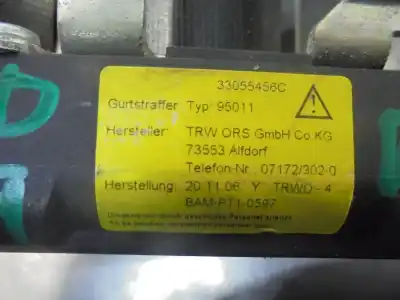 33055456C
Gurtstraffer Typ 95011
Hersteller: TRW ORS GmbH Co KG
73553 Alfdorf
Telefon-Nr.: 07172/302-0
Herstellung: 20.11.06 Y TRWO - 4
BAM-PT1-0597
D